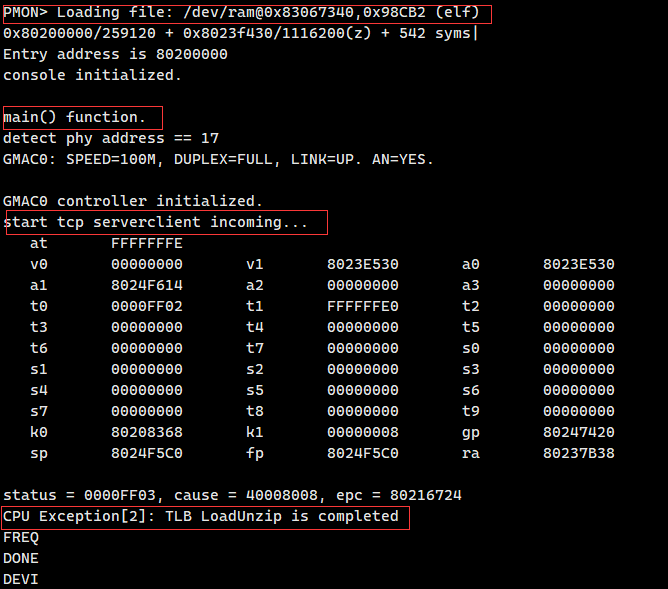 PMON> Loading file: /dev/ram@0x83067340,0x98CB2 (elf)
0x80200000/259120 + 0x8023f430/1116200(z) + 542 syms|
Entry address is 80200000
console initialized.
main() function.
detect phy address == 17
GMAC0: SPEED=100M, DUPLEX=FULL, LINK=UP. AN=YES.
GMAC0 controller initialized.
start tcp serverclient incoming...
at FFFFFFFE
v0 00000000 v1 8023E530 a0 8023E530
a1 8024F614 a2 00000000 a3 00000000
t0 0000FF02 t1 FFFFFFE0 t2 00000000
t3 00000000 t4 00000000 t5 00000000
t6 00000000 t7 00000000 s0 00000000
s1 00000000 s2 00000000 s3 00000000
s4 00000000 s5 00000000 s6 00000000
s7 00000000 t8 00000000 t9 00000000
k0 80208368 k1 00000008 gp 80247420
sp 8024F5C0 fp 8024F5C0 ra 80237B38
status = 0000FF03, cause = 40008008, epc = 80216724
CPU Exception[2]: TLB LoadUnzip is completed
FREQ
DONE
DEVI